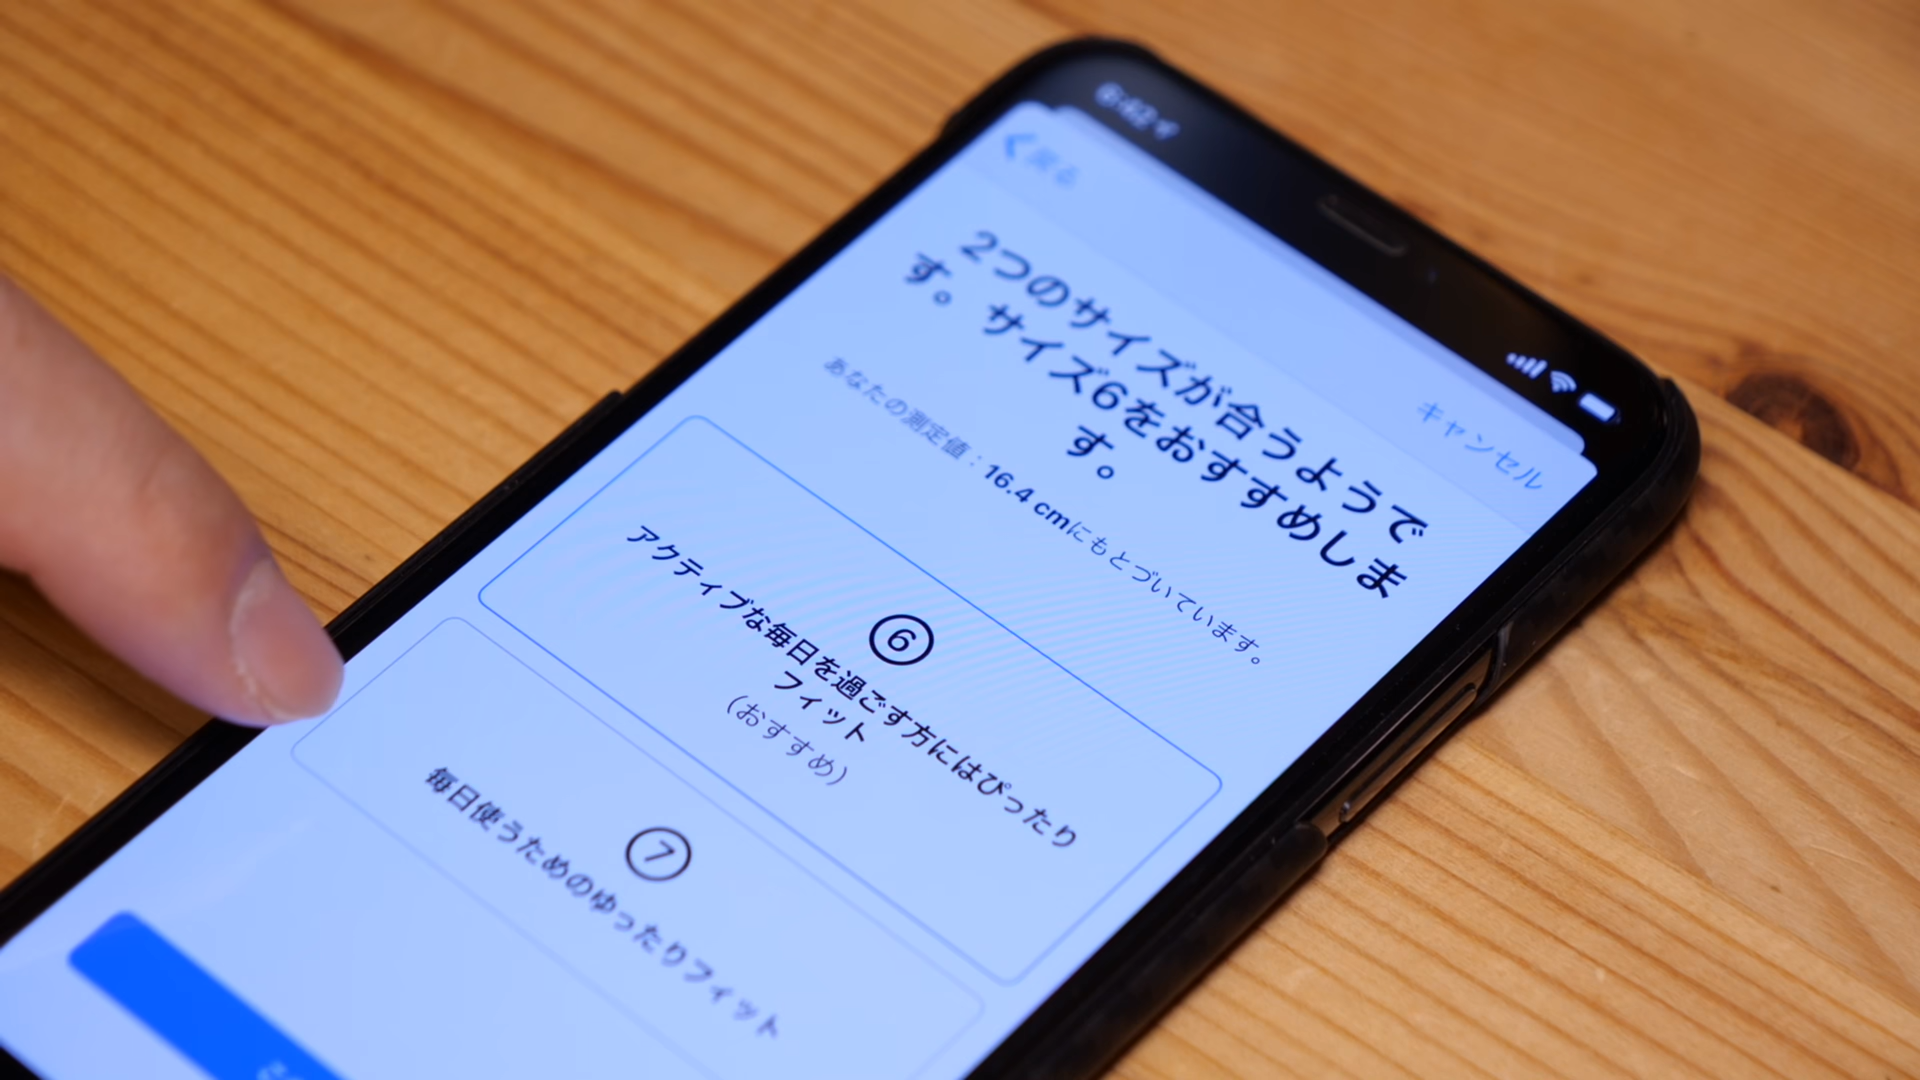 6:42
戻る
キャンセル
2つのサイズが合うようで
す。サイズ6をおすすめしま
す。
あなたの測定値：16.4 cmにもとづいています。
6
アクティブな毎日を過ごす方にはぴったり
フィット
(おすすめ)
7
毎日使うためのゆったりフィット